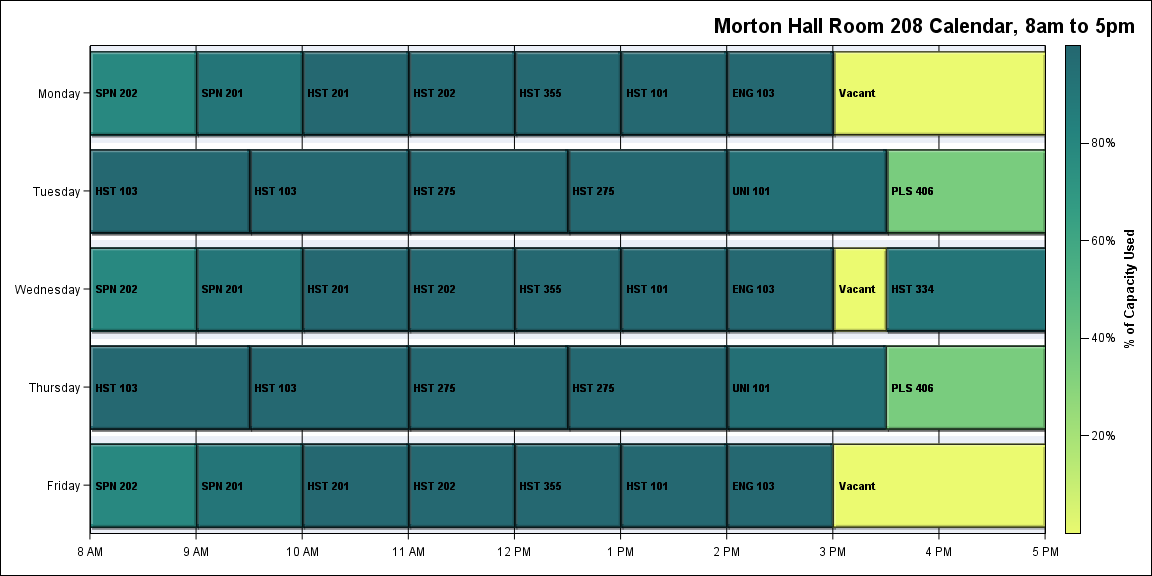 Morton Hall Room 208 Calendar, 8am to 5pm
Monday
SPN 202
SPN 201
HST 201
HST 202
HST 355
HST 101
ENG 103
Vacant
Tuesday
HST 103
HST 103
HST 275
HST 275
UNI 101
PLS 406
Wednesday
SPN 202
SPN 201
HST 201
HST 202
HST 355
HST 101
ENG 103
Vacant
HST 334
Thursday
HST 103
HST 103
HST 275
HST 275
UNI 101
PLS 406
Friday
SPN 202
SPN 201
HST 201
HST 202
HST 355
HST 101
ENG 103
Vacant
8 AM
9 AM
10 AM
11 AM
12 PM
1 PM
2 PM
3 PM
4 PM
5 PM
80%
60%
40%
20%
% of Capacity Used